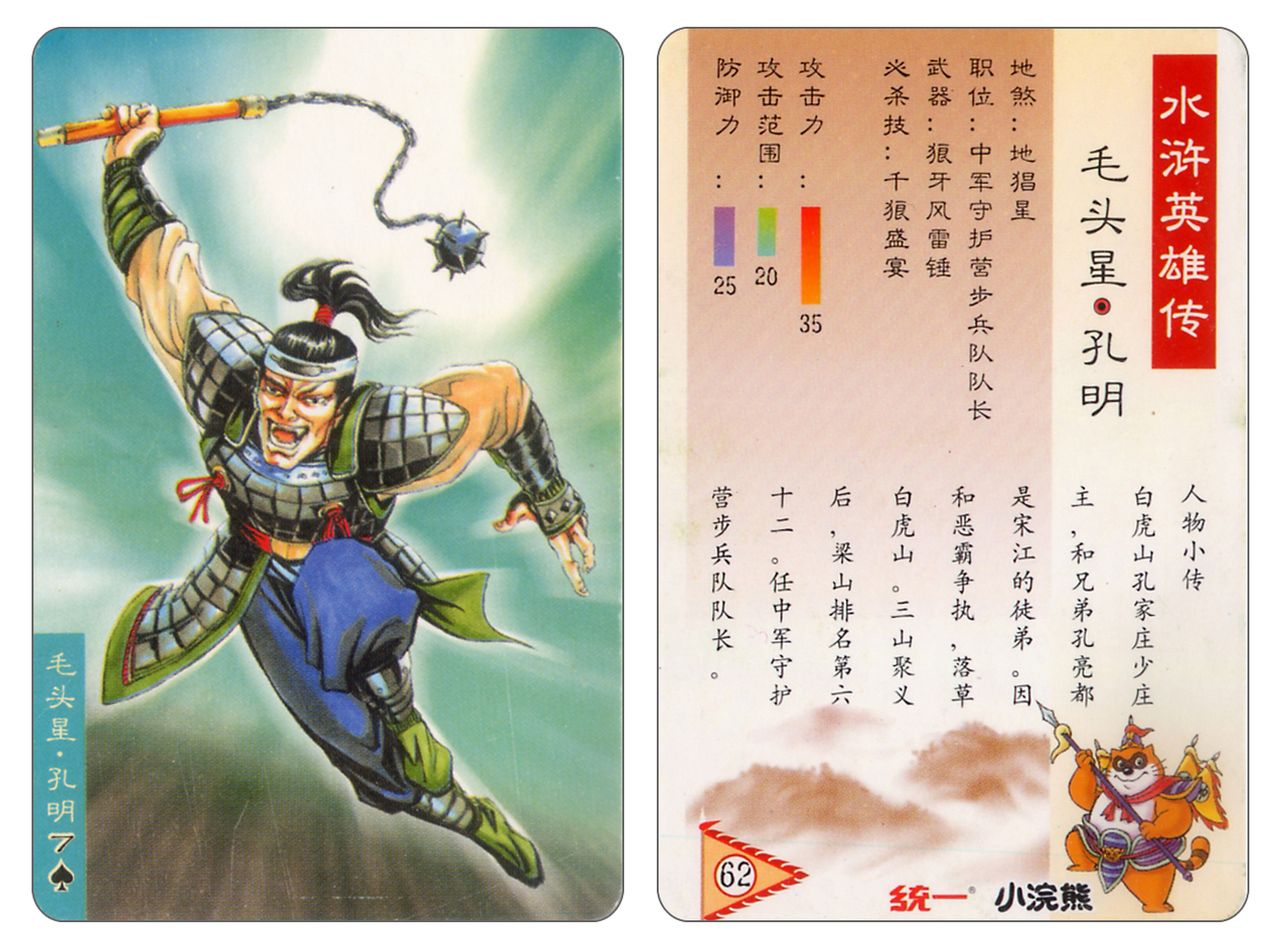 毛头星·孔明
7
水浒英雄传
毛头星·孔明
地煞：地猖星
职位：中军守护营步兵队队长
武器：狼牙风雷锤
必杀技：千狼盛宴
攻击力：35
攻击范围：20
防御力：25
人物小传
白虎山孔家庄少庄
主，和兄弟孔亮都
是宋江的徒弟。因
和恶霸争执，落草
白虎山。三山聚义
后，梁山排名第六
十二。任中军守护
营步兵队队长。
62
统一® 小浣熊